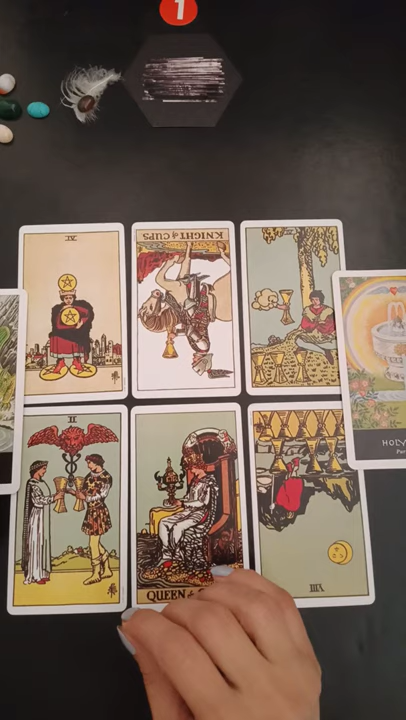 1
IV
KNIGHT of CUPS
HOLY
II
QUEEN of
VIII